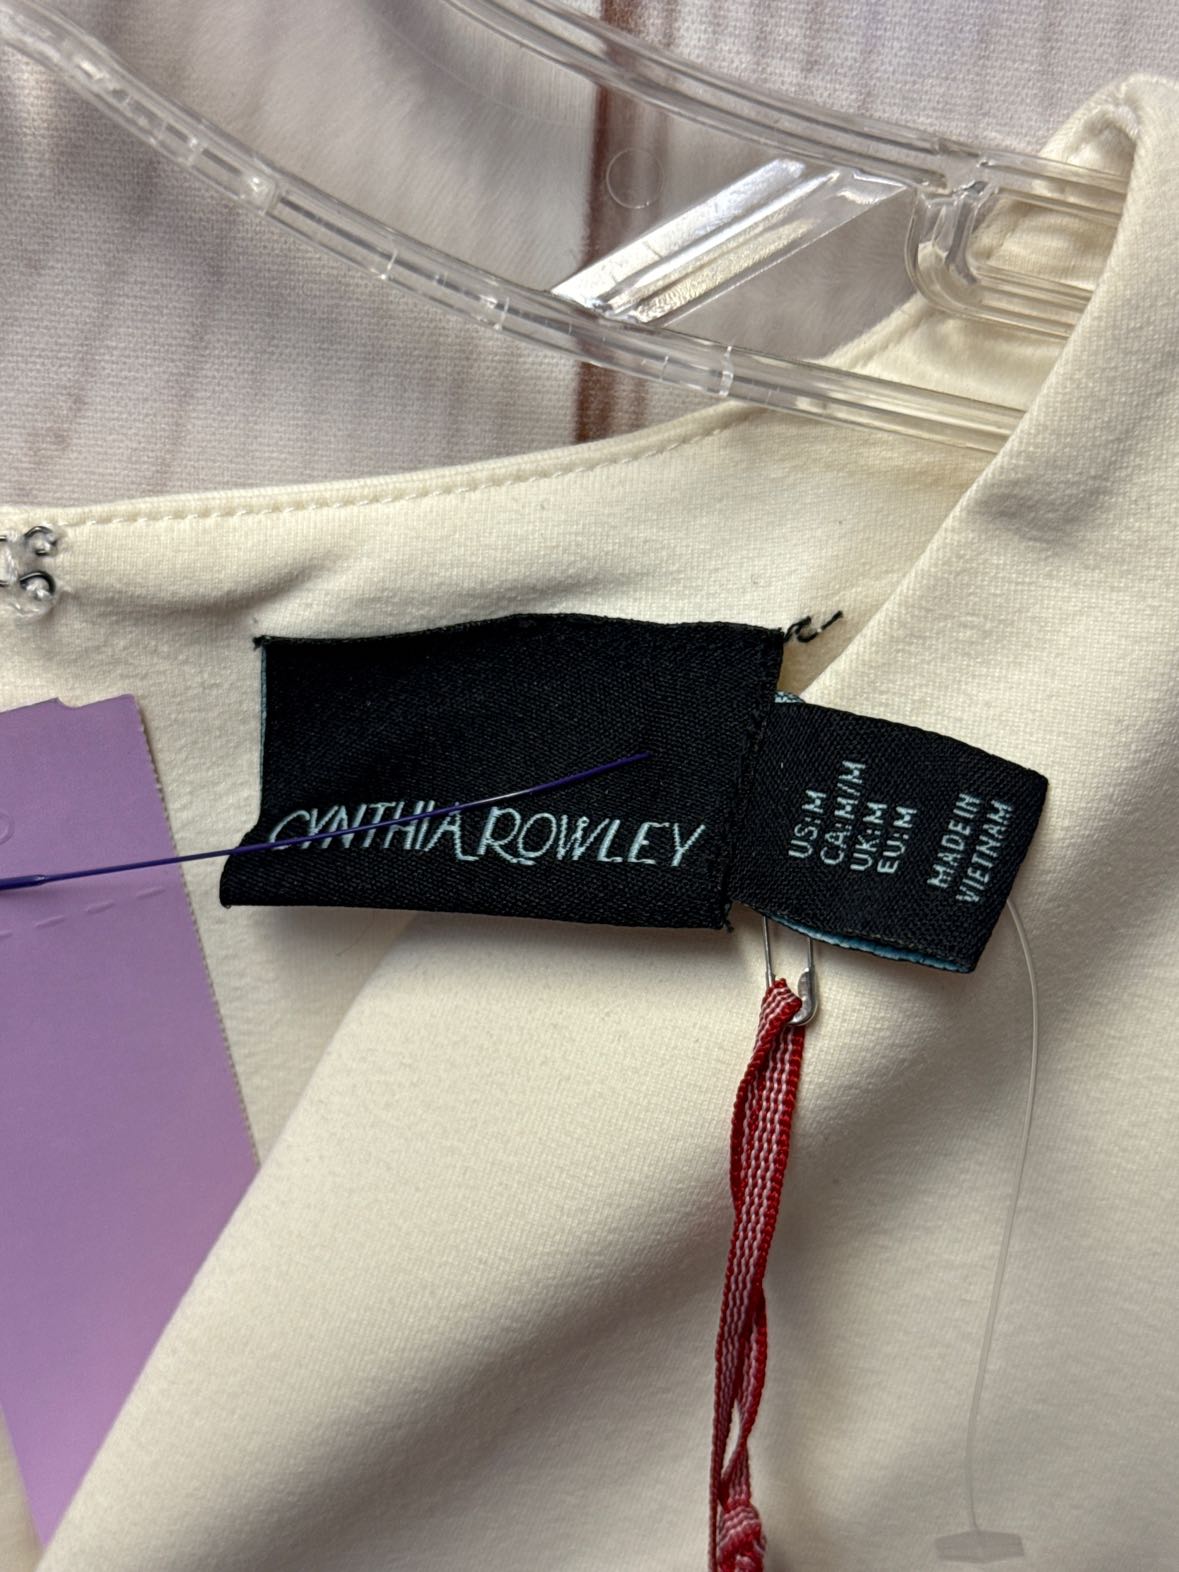 CYNTHIA ROWLEY
US:M
CA:M/M
UK:M
EU:M
MADE IN
VIETNAM